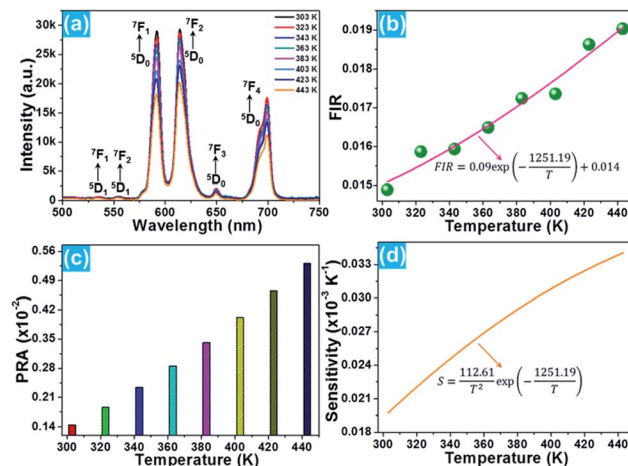 (a)
⁷F₁
⁵D₀
⁷F₂
⁵D₀
⁷F₄
⁵D₀
⁷F₃
⁵D₀
⁷F₁
⁵D₁
⁷F₂
⁵D₁
303 K
323 K
343 K
363 K
383 K
403 K
423 K
443 K
30k
25k
20k
15k
10k
5k
0
Intensity (a.u.)
500 550 600 650 700 750
Wavelength (nm)
(b)
0.019
0.018
0.017
0.016
0.015
FIR
FIR = 0.09exp(−1251.19/T) + 0.014
300 320 340 360 380 400 420 440
Temperature (K)
(c)
0.56
0.49
0.42
0.35
0.28
0.21
0.14
PRA (x10⁻²)
300 320 340 360 380 400 420 440
Temperature (K)
(d)
0.033
0.030
0.027
0.024
0.021
0.018
Sensitivity (x10⁻³ K⁻¹)
S = 112.61/T² exp(−1251.19/T)
320 360 400 440
Temperature (K)